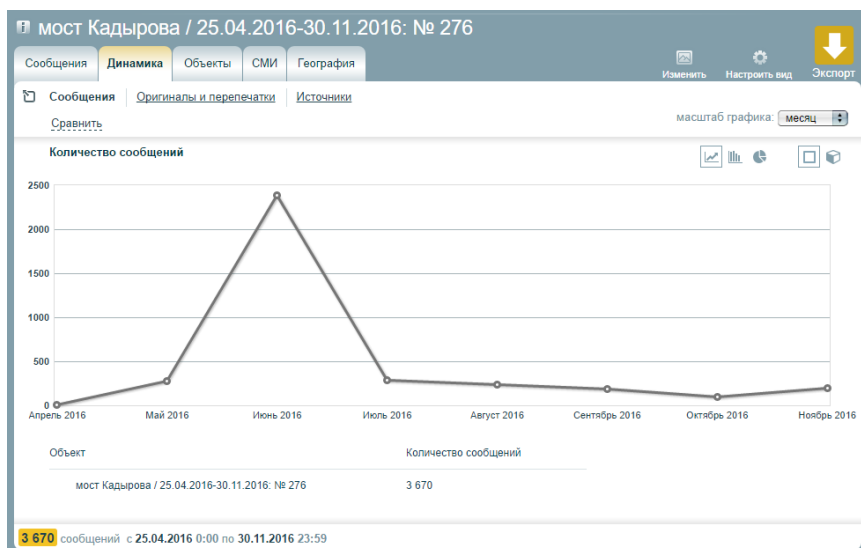 мост Кадырова / 25.04.2016-30.11.2016: № 276
Сообщения Динамика Объекты СМИ География
Изменить Настроить вид Экспорт
Сообщения Оригиналы и перепечатки Источники
Сравнить
масштаб графика: месяц
Количество сообщений
2500
2000
1500
1000
500
0
Апрель 2016 Май 2016 Июнь 2016 Июль 2016 Август 2016 Сентябрь 2016 Октябрь 2016 Ноябрь 2016
Объект Количество сообщений
мост Кадырова / 25.04.2016-30.11.2016: № 276 3 670
3 670 сообщений с 25.04.2016 0:00 по 30.11.2016 23:59